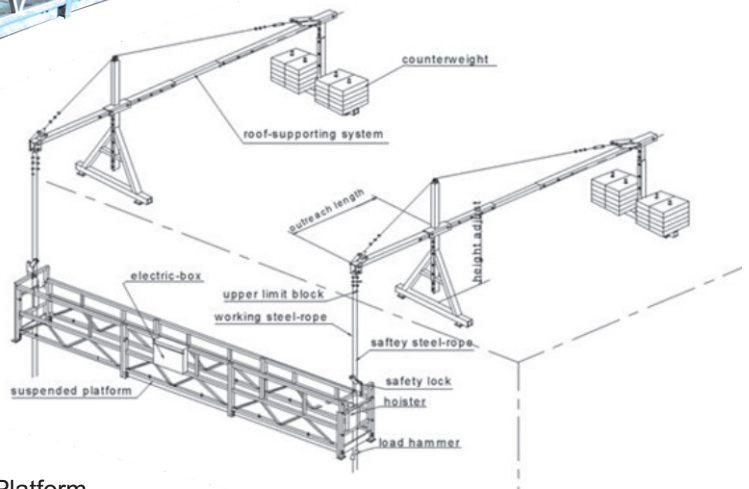 counterweight
roof-supporting system
outreach length
height adjust
electric-box
upper limit block
working steel-rope
saftey steel-rope
safety lock
suspended platform
hoister
load hammer
Platform